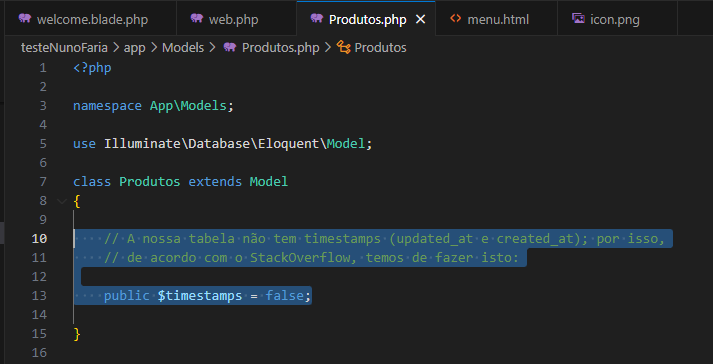 welcome.blade.php web.php Produtos.php menu.html icon.png
testeNunoFaria > app > Models > Produtos.php > Produtos
1 <?php
2
3 namespace App\Models;
4
5 use Illuminate\Database\Eloquent\Model;
6
7 class Produtos extends Model
8 {
9
10 // A nossa tabela não tem timestamps (updated_at e created_at); por isso,
11 // de acordo com o StackOverflow, temos de fazer isto:
12
13 public $timestamps = false;
14
15 }
16